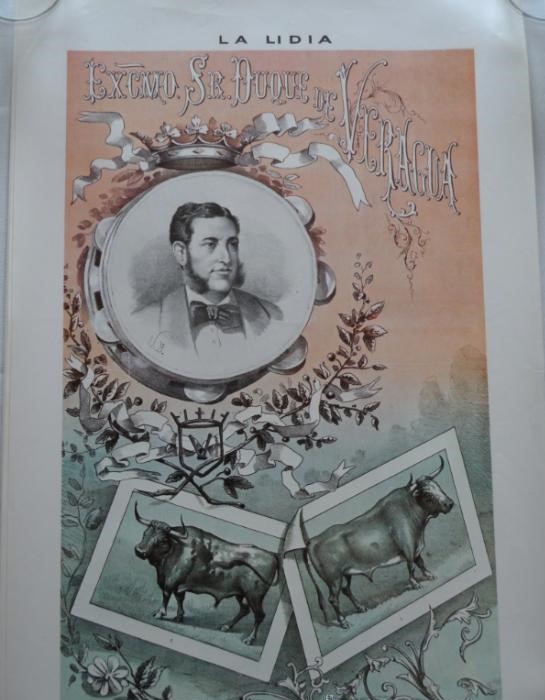 LA LIDIA
EXCMO. SR. DUQUE DE
VERAGUA